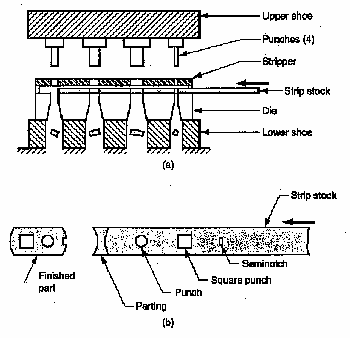 Upper shoe
Punches (4)
Stripper
Strip stock
Die
Lower shoe
(a)
Strip stock
Finished
part
Parting
Punch
Square punch
Seminotch
(b)